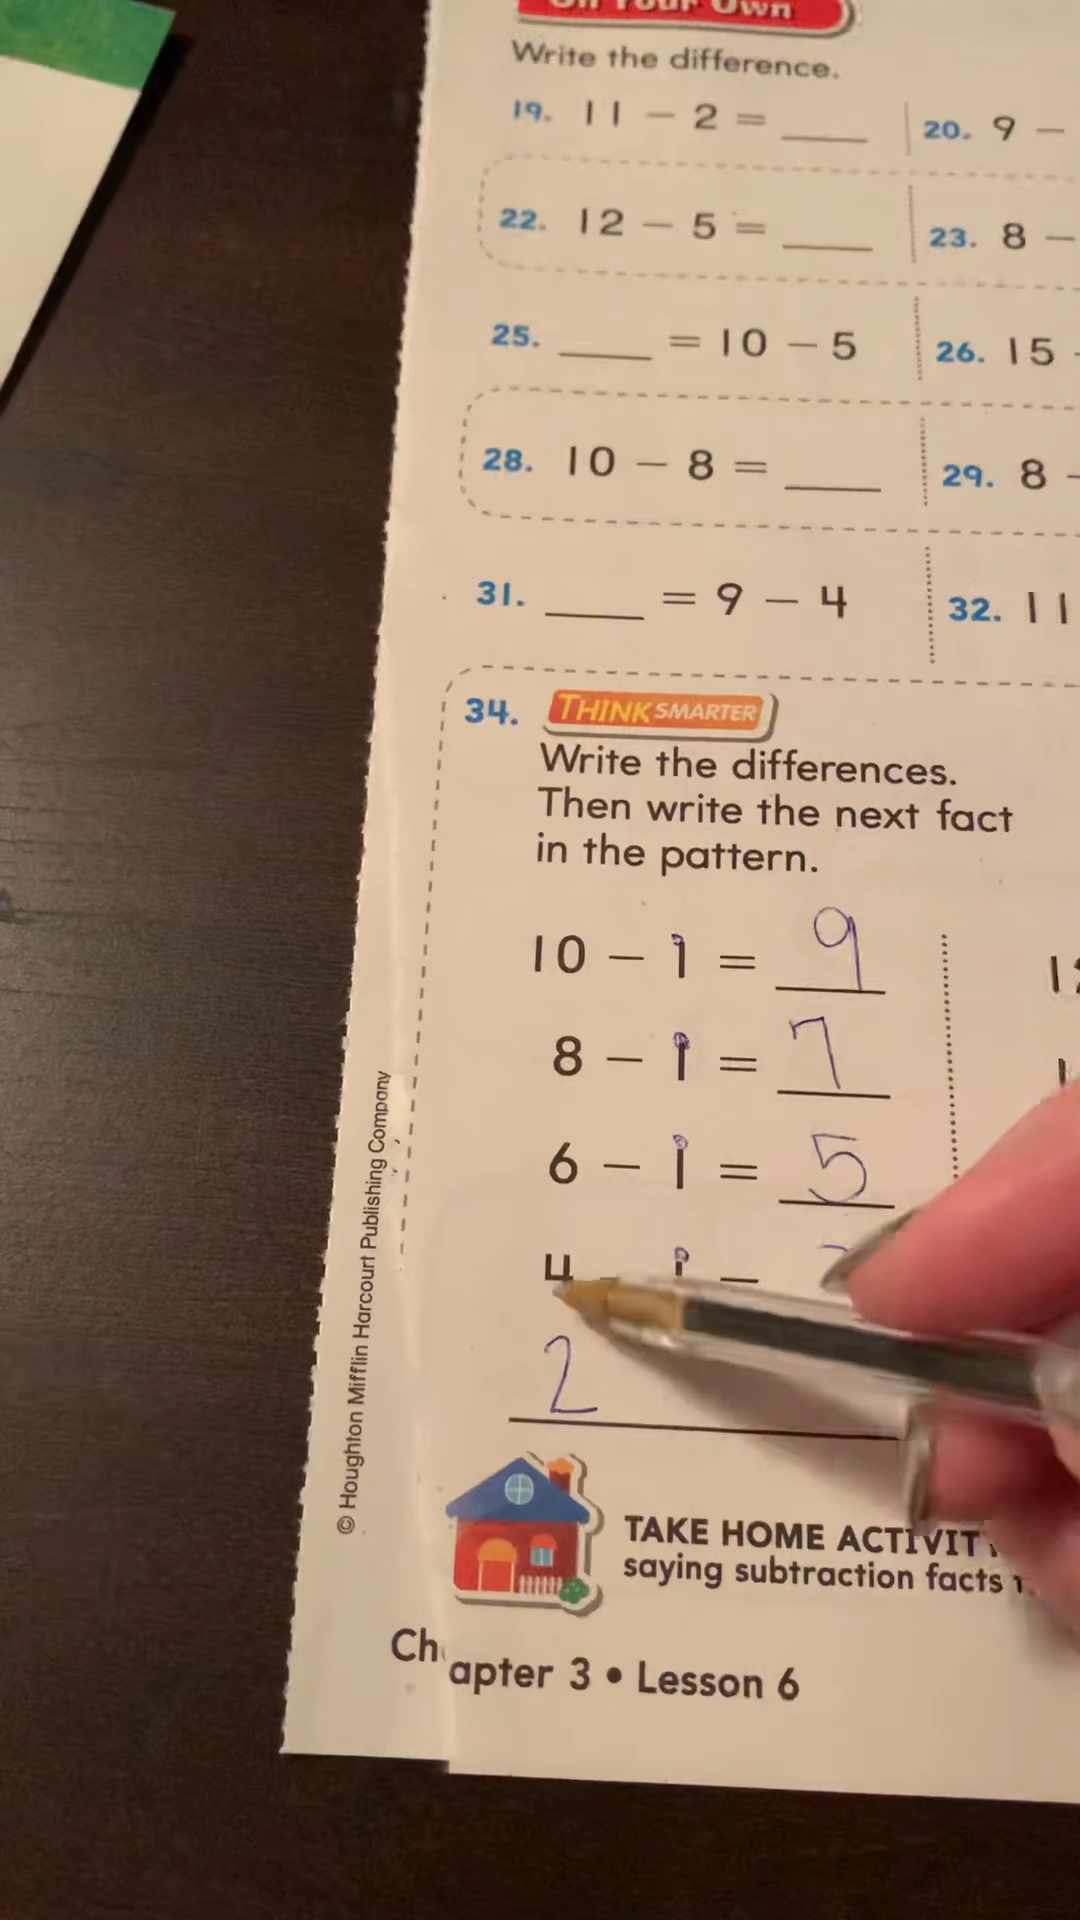 On Your Own
Write the difference.
19. 11 − 2 = ____
20. 9 −
22. 12 − 5 = ____
23. 8 −
25. ____ = 10 − 5
26. 15
28. 10 − 8 = ____
29. 8 -
31. ____ = 9 − 4
32. 11
34. THINK SMARTER
Write the differences.
Then write the next fact
in the pattern.
10 − 1 = 9
8 − 1 = 7
6 − 1 = 5
4 − 1
2
TAKE HOME ACTIVIT
saying subtraction facts
Chapter 3 • Lesson 6
© Houghton Mifflin Harcourt Publishing Company